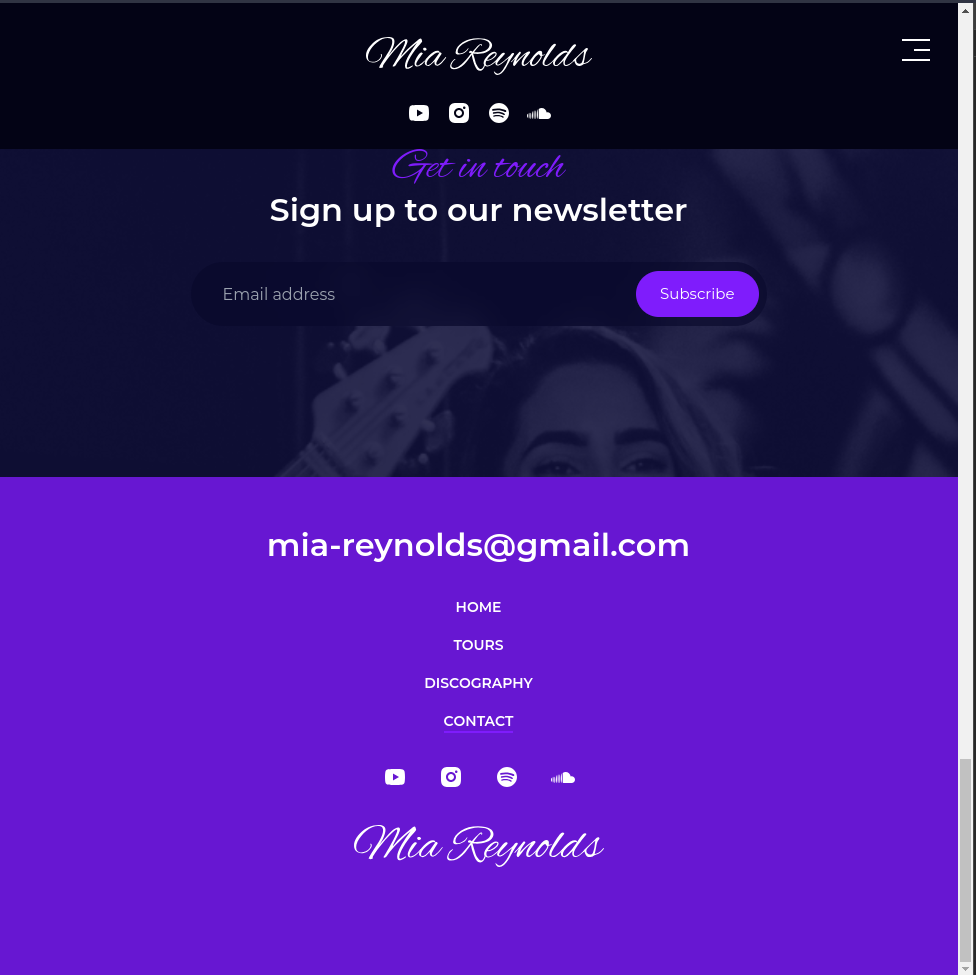 Mia Reynolds
Get in touch
Sign up to our newsletter
Email address
Subscribe
mia-reynolds@gmail.com
HOME
TOURS
DISCOGRAPHY
CONTACT
Mia Reynolds